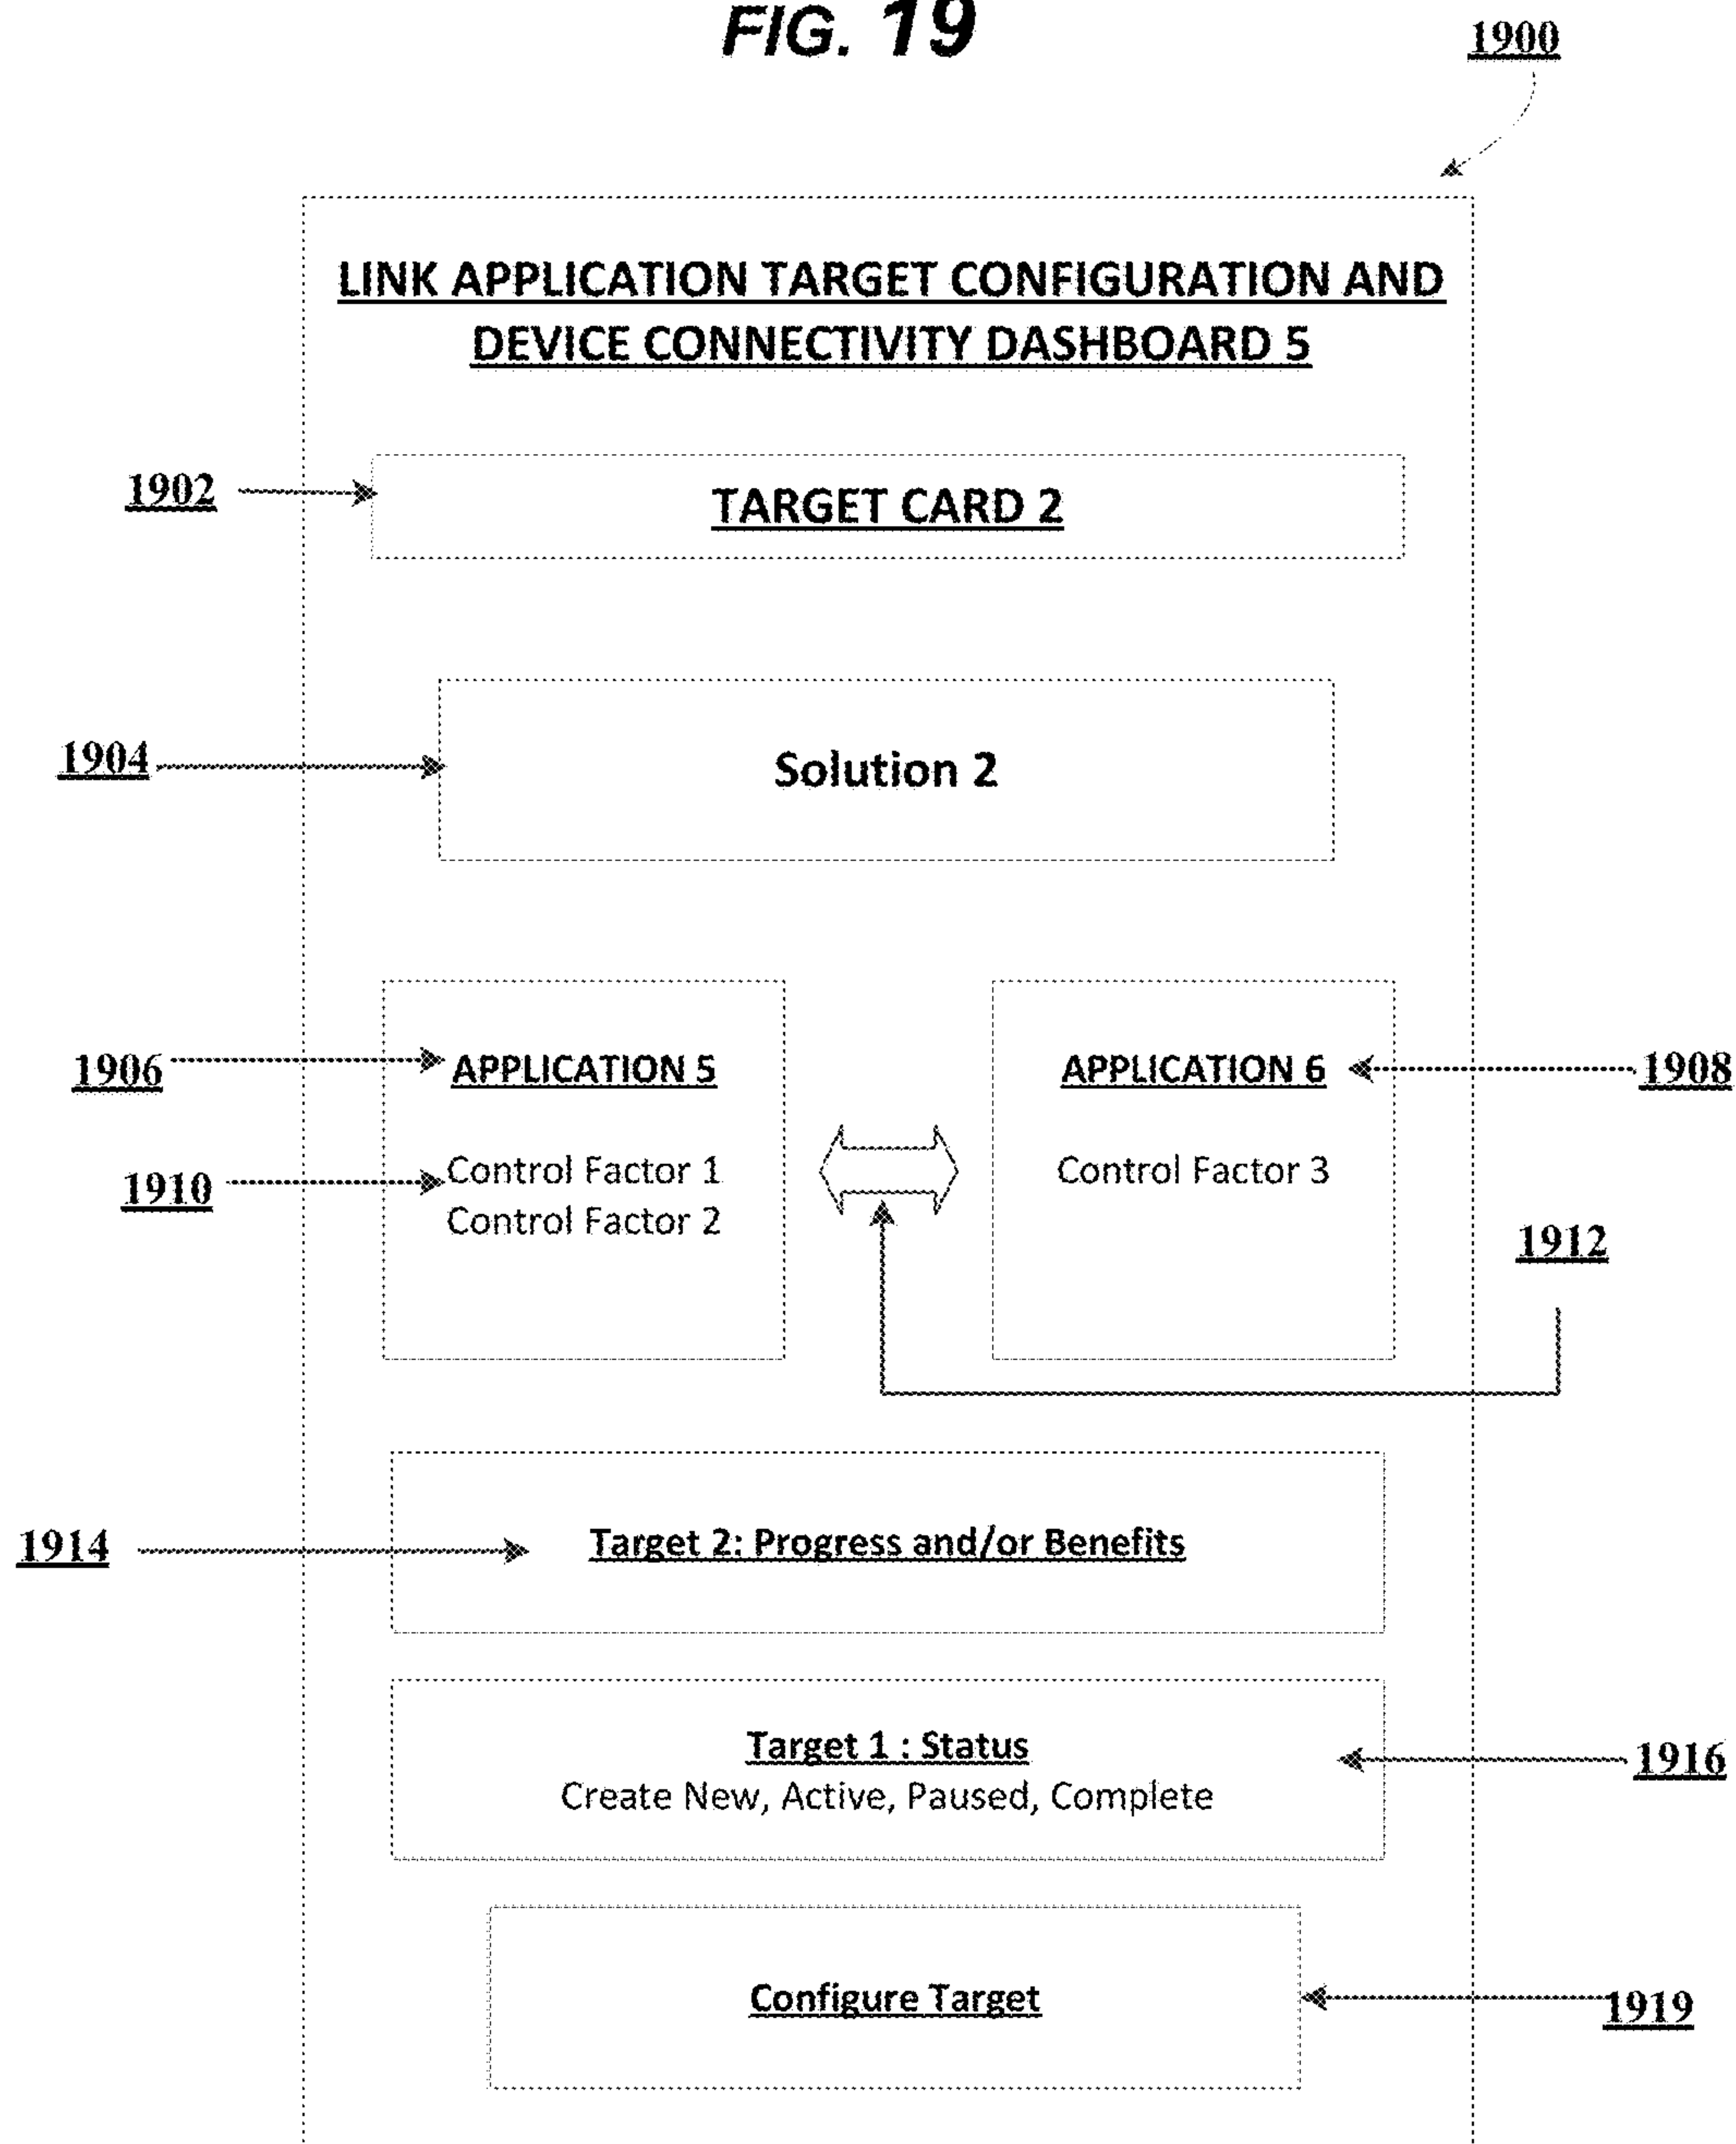 FIG. 19
1900
LINK APPLICATION TARGET CONFIGURATION AND
DEVICE CONNECTIVITY DASHBOARD 5
1902
TARGET CARD 2
1904
Solution 2
1906
APPLICATION 5
APPLICATION 6
1908
1910
Control Factor 1
Control Factor 2
Control Factor 3
1912
1914
Target 2: Progress and/or Benefits
Target 1 : Status
Create New, Active, Paused, Complete
1916
Configure Target
1919